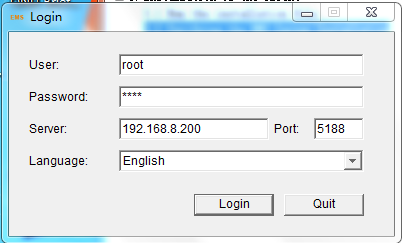 Login
User: root
Password: ****
Server: 192.168.8.200 Port: 5188
Language: English
Login Quit